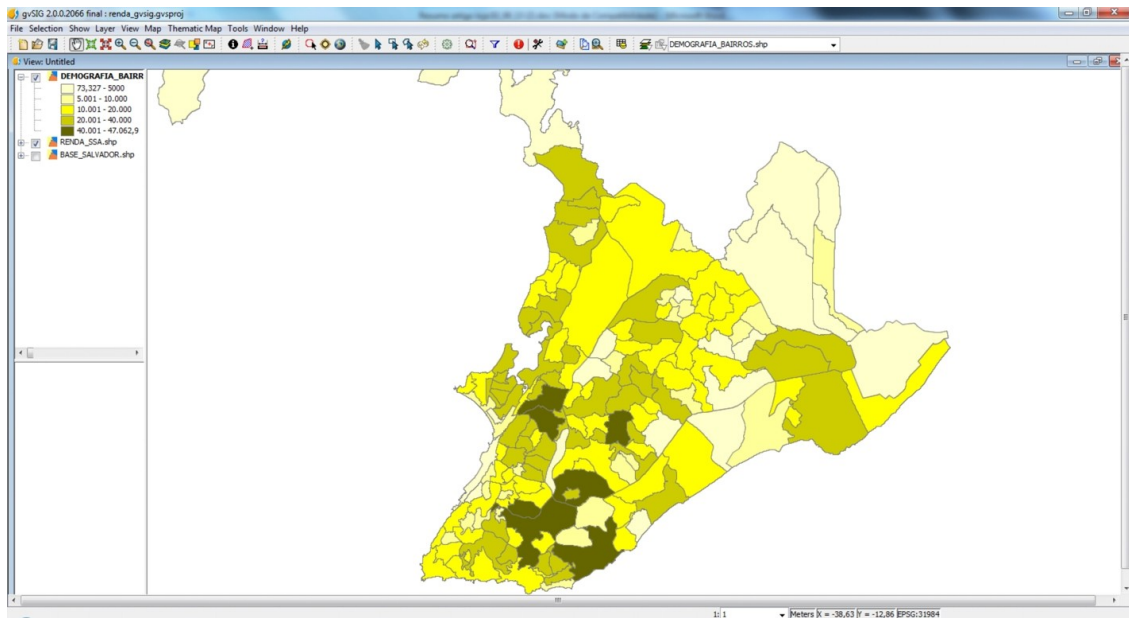 gvSIG 2.0.0.2066 final : renda_gvsig.gvsproj
File Selection Show Layer View Map Thematic Map Tools Window Help
DEMOGRAFIA_BAIRROS.shp
View: Untitled
DEMOGRAFIA_BAIRR
73,327 - 5000
5.001 - 10.000
10.001 - 20.000
20.001 - 40.000
40.001 - 47.062,9
RENDA_SSA.shp
BASE_SALVADOR.shp
1: 1 Meters X = -38,63 Y = -12,86 EPSG:31984